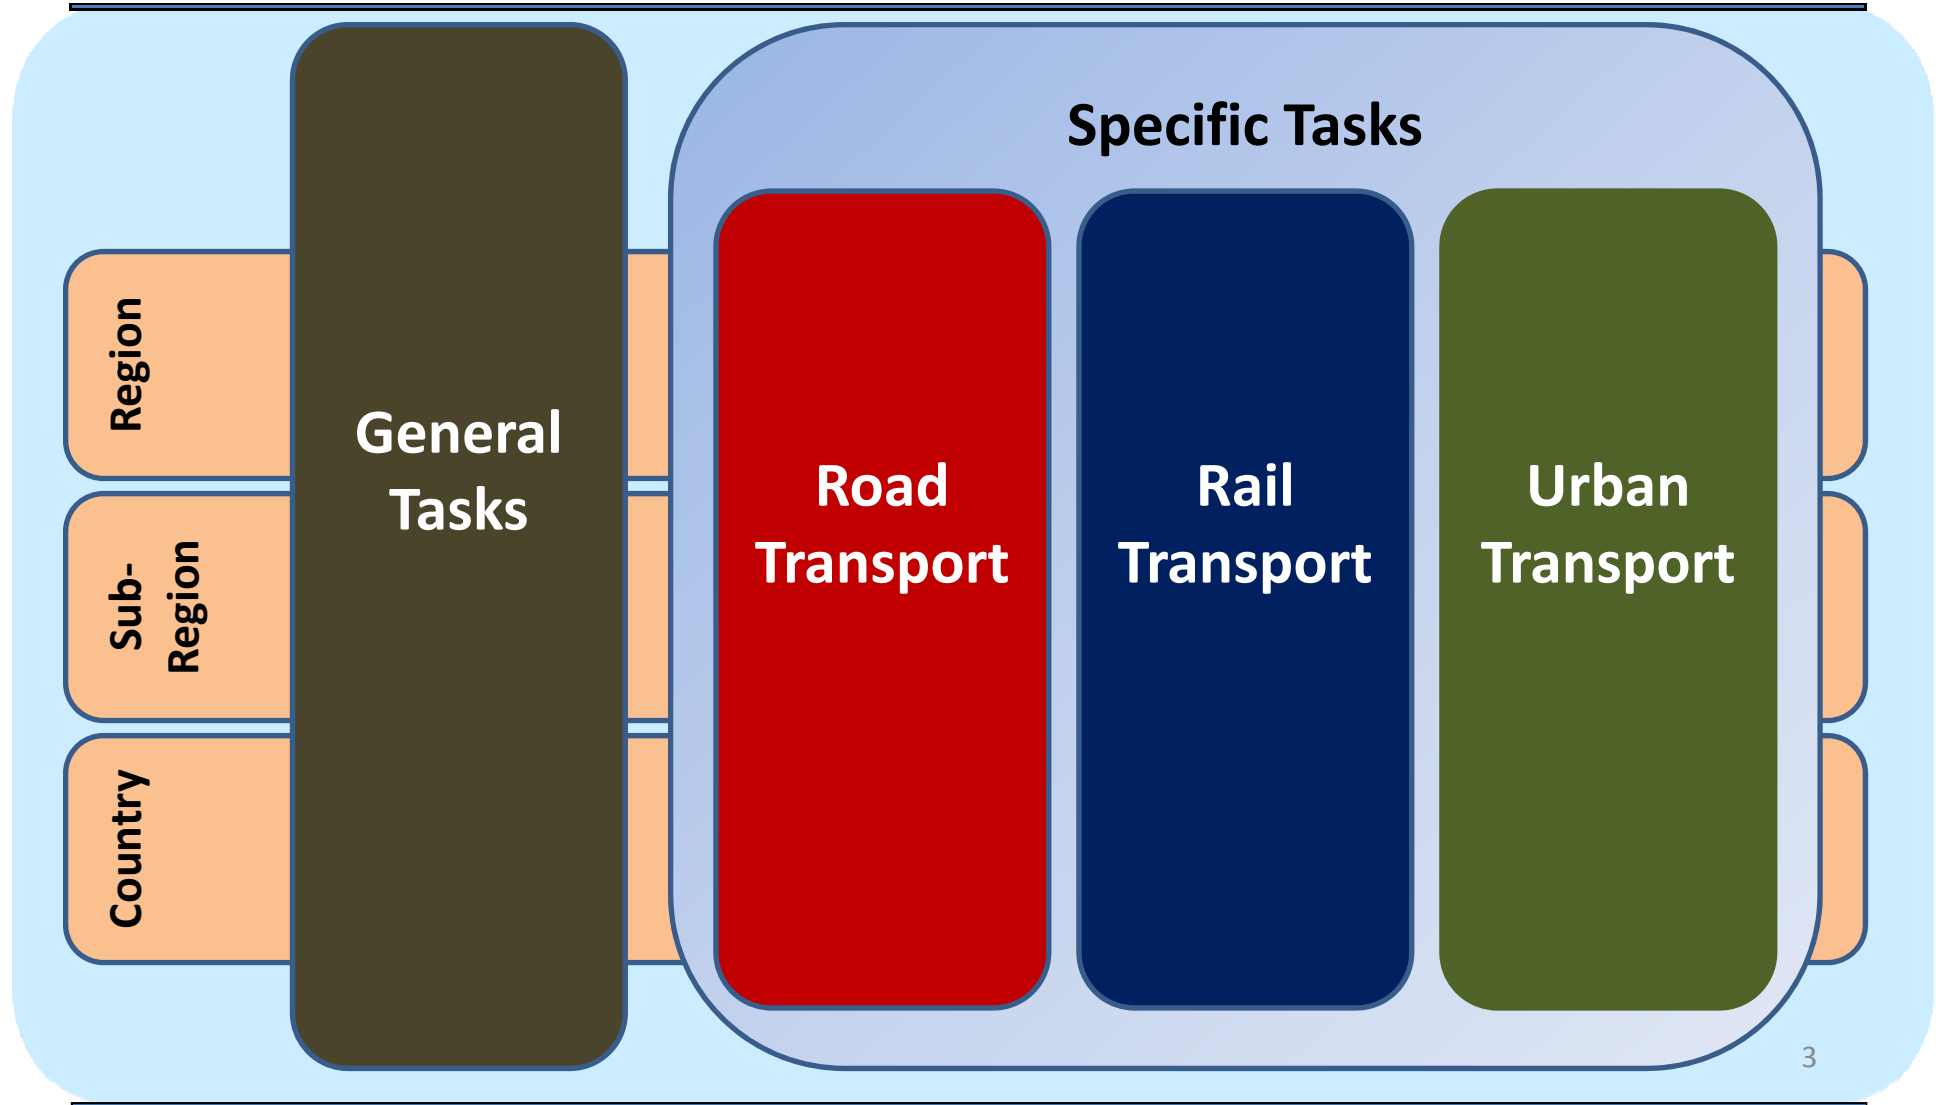 Specific Tasks
Region
Sub-
Region
Country
General
Tasks
Road
Transport
Rail
Transport
Urban
Transport
3